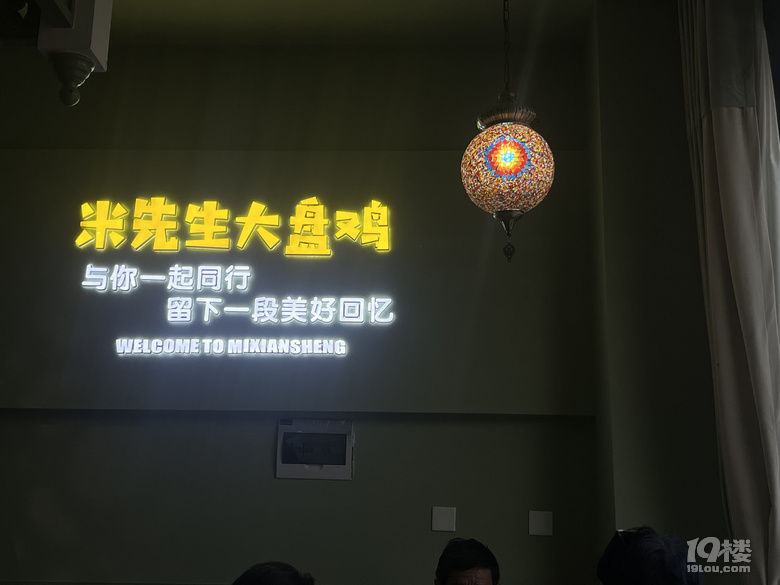 米先生大盘鸡
与你一起同行
留下一段美好回忆
WELCOME TO MIXIANSHENG
19楼
19Lou.com